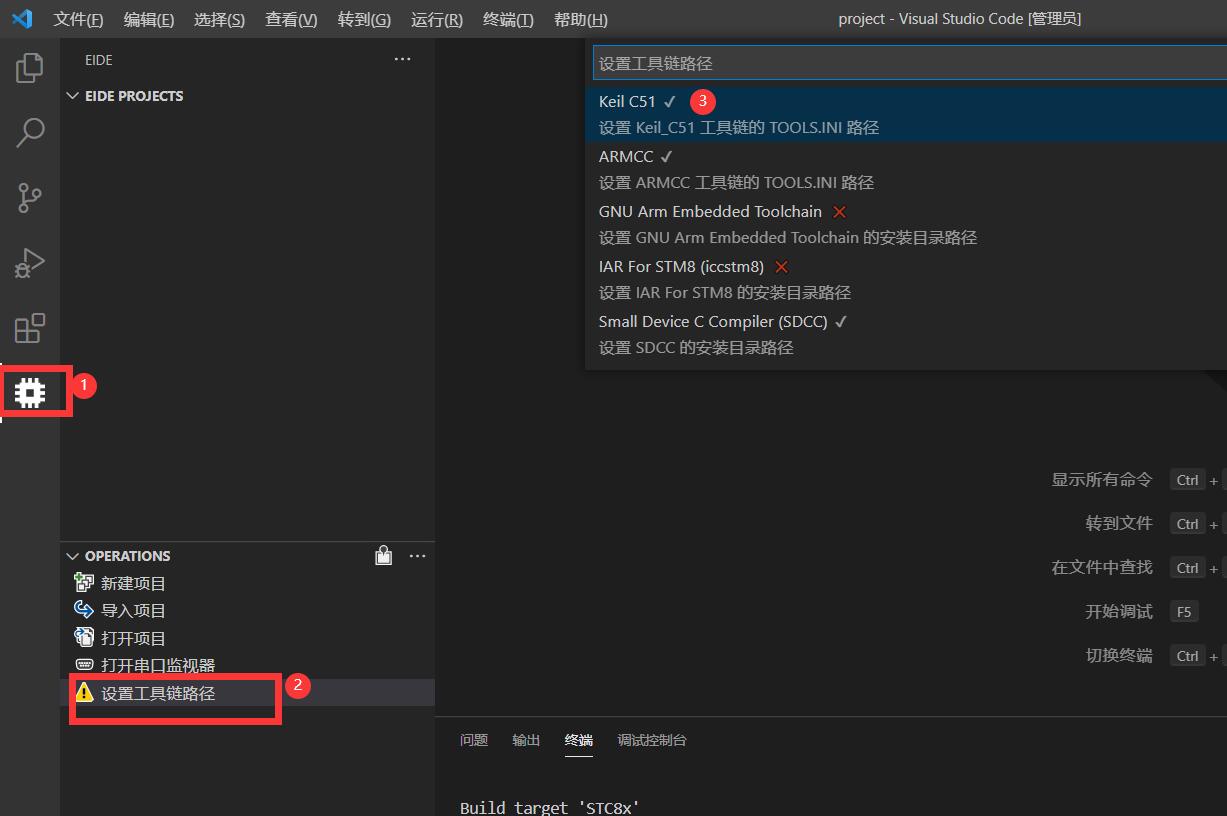 文件(F) 编辑(E) 选择(S) 查看(V) 转到(G) 运行(R) 终端(T) 帮助(H) project - Visual Studio Code [管理员]
EIDE ···
EIDE PROJECTS
设置工具链路径
Keil C51 ✓ 3
设置 Keil_C51 工具链的 TOOLS.INI 路径
ARMCC ✓
设置 ARMCC 工具链的 TOOLS.INI 路径
GNU Arm Embedded Toolchain ✕
设置 GNU Arm Embedded Toolchain 的安装目录路径
IAR For STM8 (iccstm8) ✕
设置 IAR For STM8 的安装目录路径
Small Device C Compiler (SDCC) ✓
设置 SDCC 的安装目录路径
1
显示所有命令 Ctrl +
转到文件 Ctrl +
在文件中查找 Ctrl +
开始调试 F5
切换终端 Ctrl +
OPERATIONS ···
新建项目
导入项目
打开项目
打开串口监视器
设置工具链路径 2
问题 输出 终端 调试控制台
Build target 'STC8x'